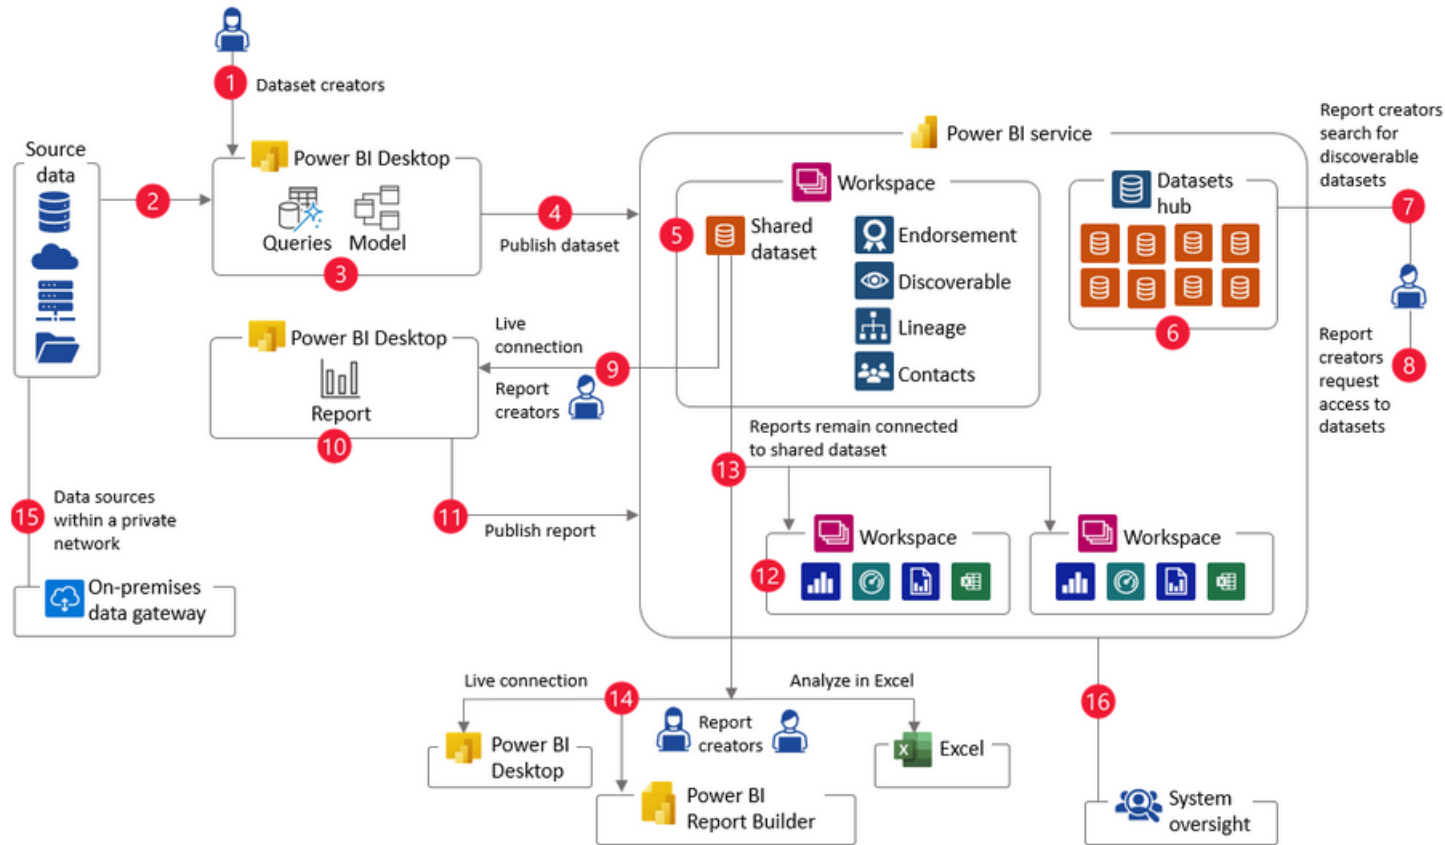 1
Dataset creators
Source
data
2
Power BI Desktop
Queries
Model
3
4
Publish dataset
Power BI service
Workspace
5
Shared
dataset
Endorsement
Discoverable
Lineage
Contacts
Datasets
hub
6
Report creators
search for
discoverable
datasets
7
8
Report
creators
request
access to
datasets
Live
connection
9
Report
creators
Power BI Desktop
Report
10
11
Publish report
Reports remain connected
to shared dataset
13
Workspace
12
Workspace
15
Data sources
within a private
network
On-premises
data gateway
Live connection
14
Analyze in Excel
Report
creators
Power BI
Desktop
Power BI
Report Builder
X
Excel
16
System
oversight